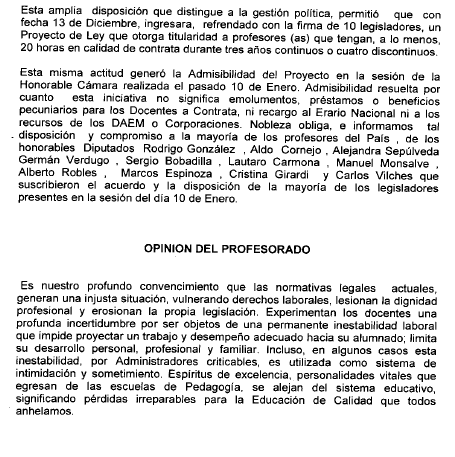 Esta amplia disposición que distingue a la gestión política, permitió que con
fecha 13 de Diciembre, ingresara, refrendado con la firma de 10 legisladores, un
Proyecto de Ley que otorga titularidad a profesores (as) que tengan, a lo menos,
20 horas en calidad de contrata durante tres años continuos o cuatro discontinuos.
Esta misma actitud generó la Admisibilidad del Proyecto en la sesión de la
Honorable Cámara realizada el pasado 10 de Enero. Admisibilidad resuelta por
cuanto esta iniciativa no significa emolumentos, préstamos o beneficios
pecuniarios para los Docentes a Contrata, ni recargo al Erario Nacional ni a los
recursos de los DAEM o Corporaciones. Nobleza obliga, e informamos tal
disposición y compromiso a la mayoría de profesores del País , de los
honorables Diputados Rodrigo González , Aldo Cornejo , Alejandra Sepúlveda
Germán Verdugo , Sergio Bobadilla , Lautaro Carmona , Manuel Monsalve ,
Alberto Robles , Marcos Espinoza , Cristina Girardi y Carlos Vilches que
suscribieron el acuerdo y la disposición de la mayoría de los legisladores
presentes en la sesión del día 10 de Enero.
OPINION DEL PROFESORADO
Es nuestro profundo convencimiento que las normativas legales actuales,
generan una injusta situación, vulnerando derechos laborales, lesionan la dignidad
profesional y erosionan la propia legislación. Experimentan los docentes una
profunda incertidumbre por ser objetos de una permanente inestabilidad laboral
que impide proyectar un trabajo y desempeño adecuado hacia su alumnado; limita
su desarrollo personal, profesional y familiar. Incluso, en algunos casos esta
inestabilidad, por Administradores criticables, es utilizada como sistema de
intimidación y sometimiento. Espíritus de excelencia, personalidades vitales que
egresan de las escuelas de Pedagogía, se alejan del sistema educativo,
significando pérdidas irreparables para la Educación de Calidad que todos
anhelamos.